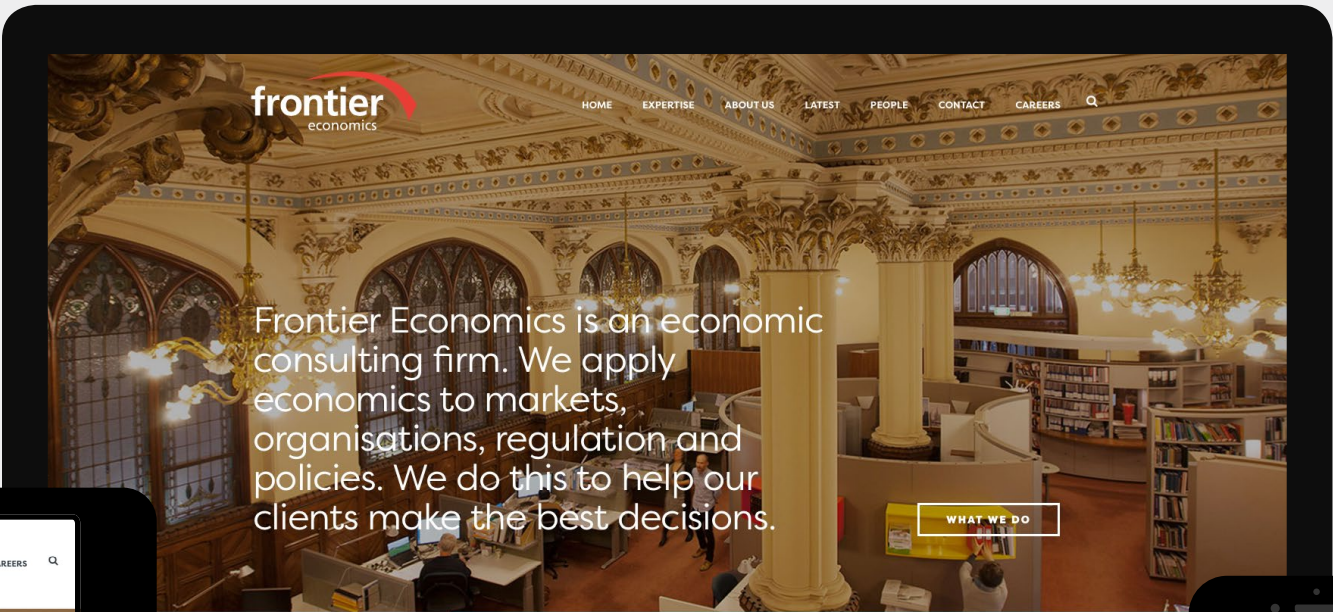 frontier
economics
HOME EXPERTISE ABOUT US LATEST PEOPLE CONTACT CAREERS
Frontier Economics is an economic
consulting firm. We apply
economics to markets,
organisations, regulation and
policies. We do this to help our
clients make the best decisions.
WHAT WE DO